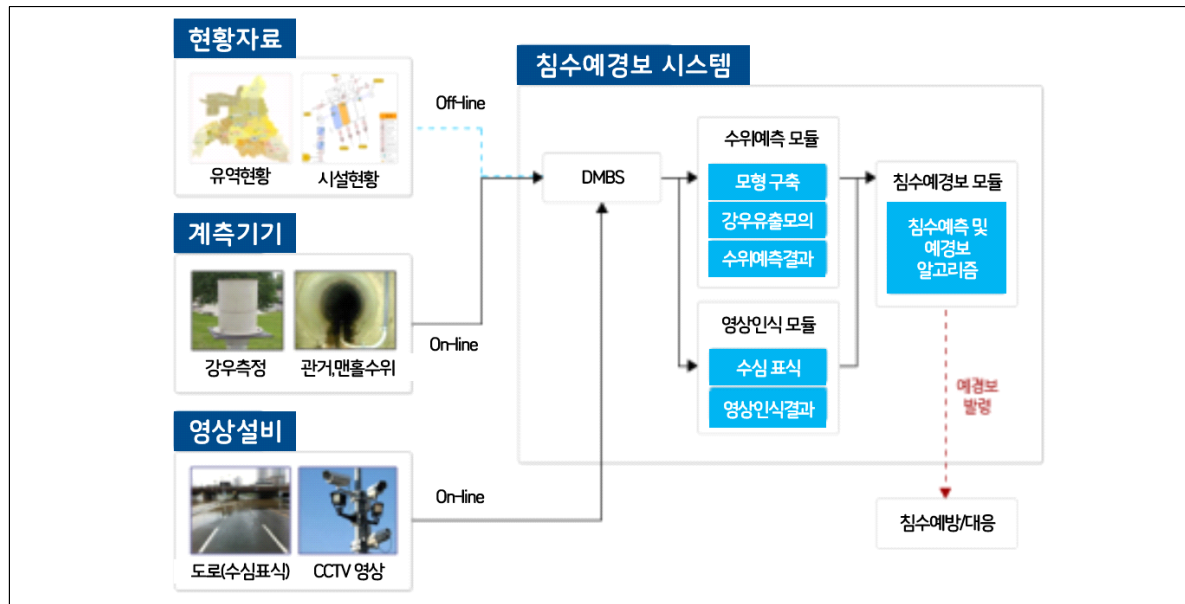 현황자료
유역현황
시설현황
Off-line
계측기기
강우측정
관거,맨홀수위
On-line
영상설비
도로(수심표식)
CCTV 영상
On-line
침수예경보 시스템
DMBS
수위예측 모듈
모형 구축
강우유출모의
수위예측결과
영상인식 모듈
수심 표식
영상인식결과
침수예경보 모듈
침수예측 및
예경보
알고리즘
예경보
발령
침수예방/대응